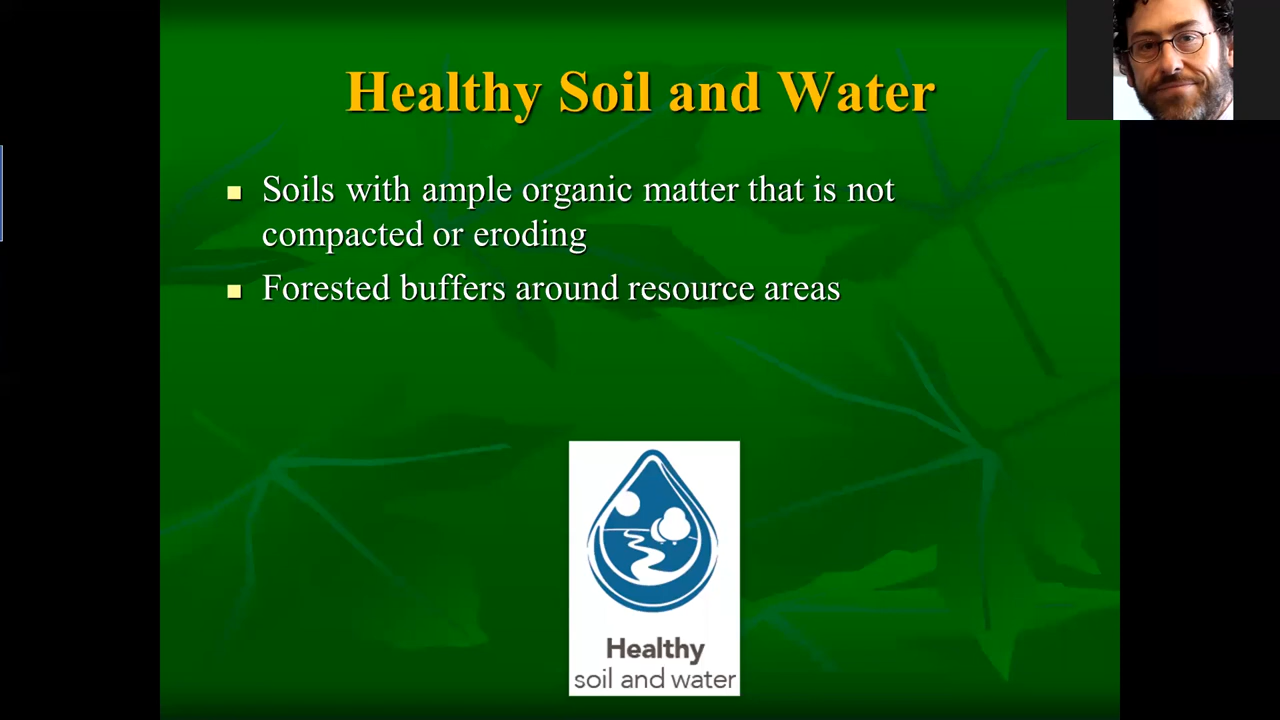 Healthy Soil and Water
Soils with ample organic matter that is not
compacted or eroding
Forested buffers around resource areas
Healthy
soil and water